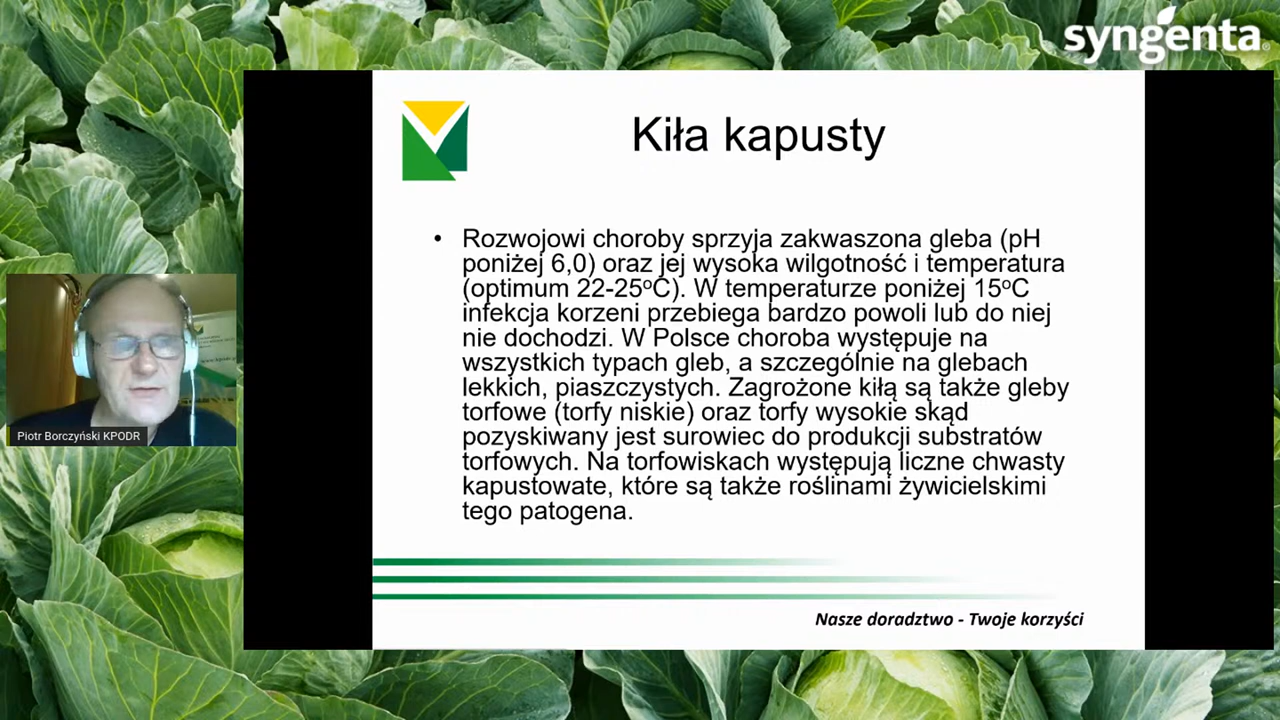 syngenta
Kiła kapusty
• Rozwojowi choroby sprzyja zakwaszona gleba (pH
poniżej 6,0) oraz jej wysoka wilgotność i temperatura
(optimum 22-25ºC). W temperaturze poniżej 15ºC
infekcja korzeni przebiega bardzo powoli lub do niej
nie dochodzi. W Polsce choroba występuje na
wszystkich typach gleb, a szczególnie na glebach
lekkich, piaszczystych. Zagrożone kiłą są także gleby
torfowe (torfy niskie) oraz torfy wysokie skąd
pozyskiwany jest surowiec do produkcji substratów
torfowych. Na torfowiskach występują liczne chwasty
kapustowate, które są także roślinami żywicielskimi
tego patogena.
Piotr Borczyński KPODR
Nasze doradztwo - Twoje korzyści